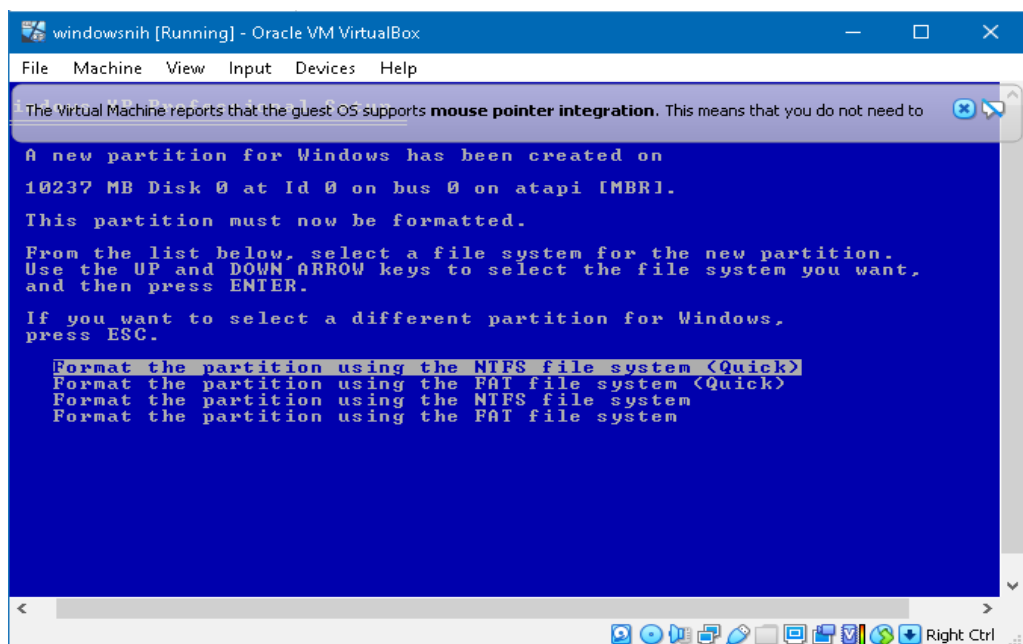 windowsnih [Running] - Oracle VM VirtualBox
File Machine View Input Devices Help
The Virtual Machine reports that the guest OS supports mouse pointer integration. This means that you do not need to
A new partition for Windows has been created on
10237 MB Disk 0 at Id 0 on bus 0 on atapi [MBR].
This partition must now be formatted.
From the list below, select a file system for the new partition.
Use the UP and DOWN ARROW keys to select the file system you want,
and then press ENTER.
If you want to select a different partition for Windows,
press ESC.
Format the partition using the NTFS file system (Quick)
Format the partition using the FAT file system (Quick)
Format the partition using the NTFS file system
Format the partition using the FAT file system
Right Ctrl